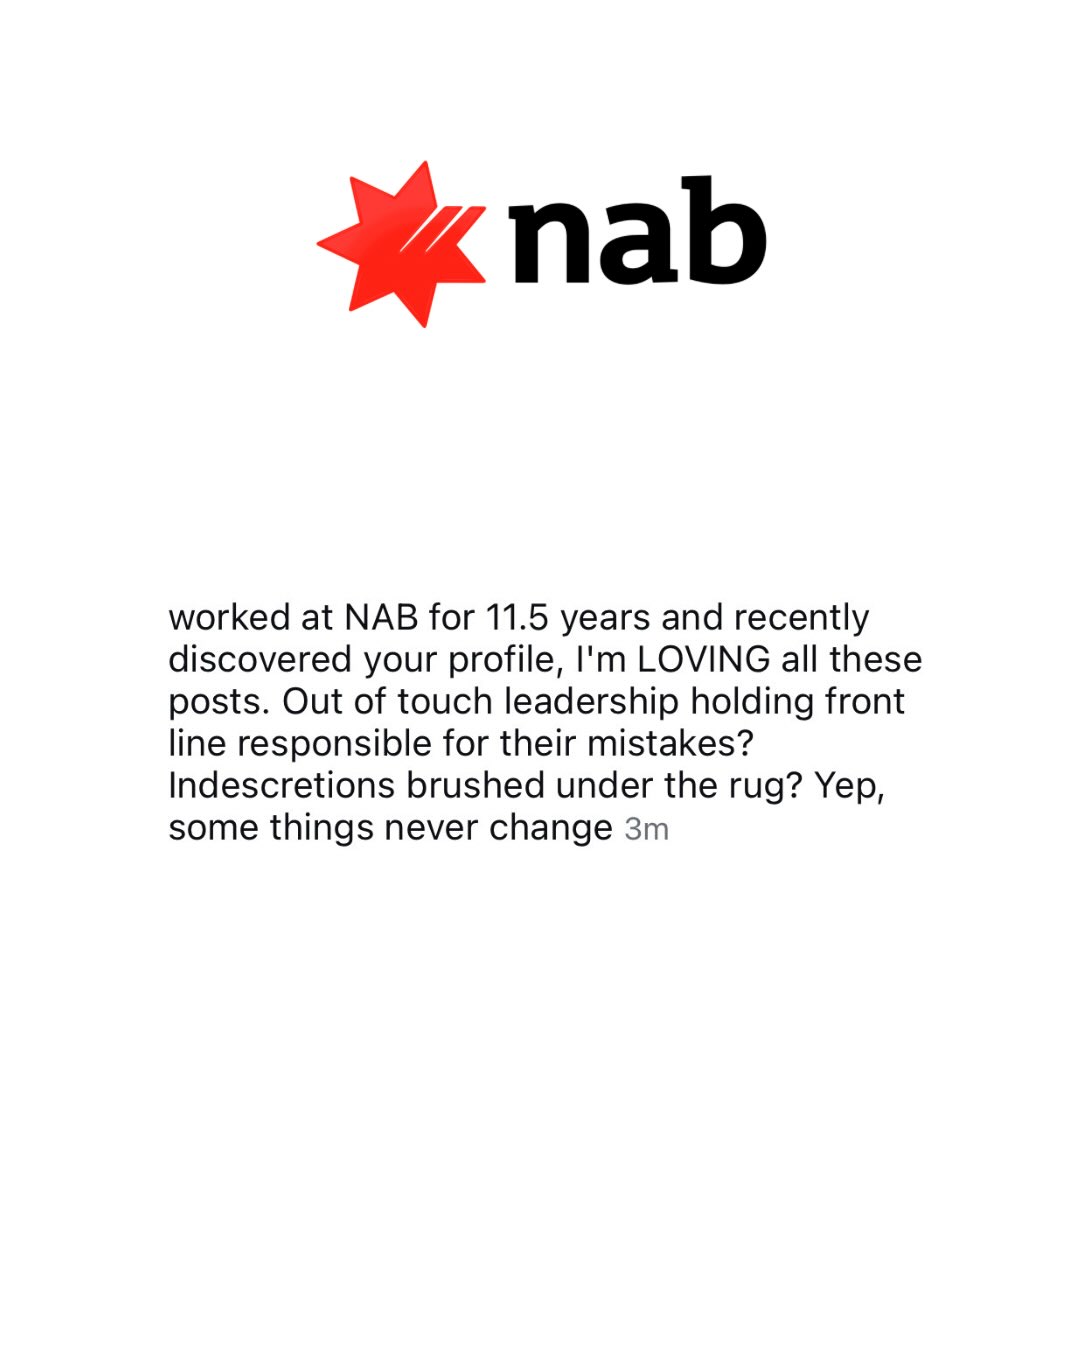 nab
worked at NAB for 11.5 years and recently
discovered your profile, I'm LOVING all these
posts. Out of touch leadership holding front
line responsible for their mistakes?
Indescretions brushed under the rug? Yep,
some things never change 3m